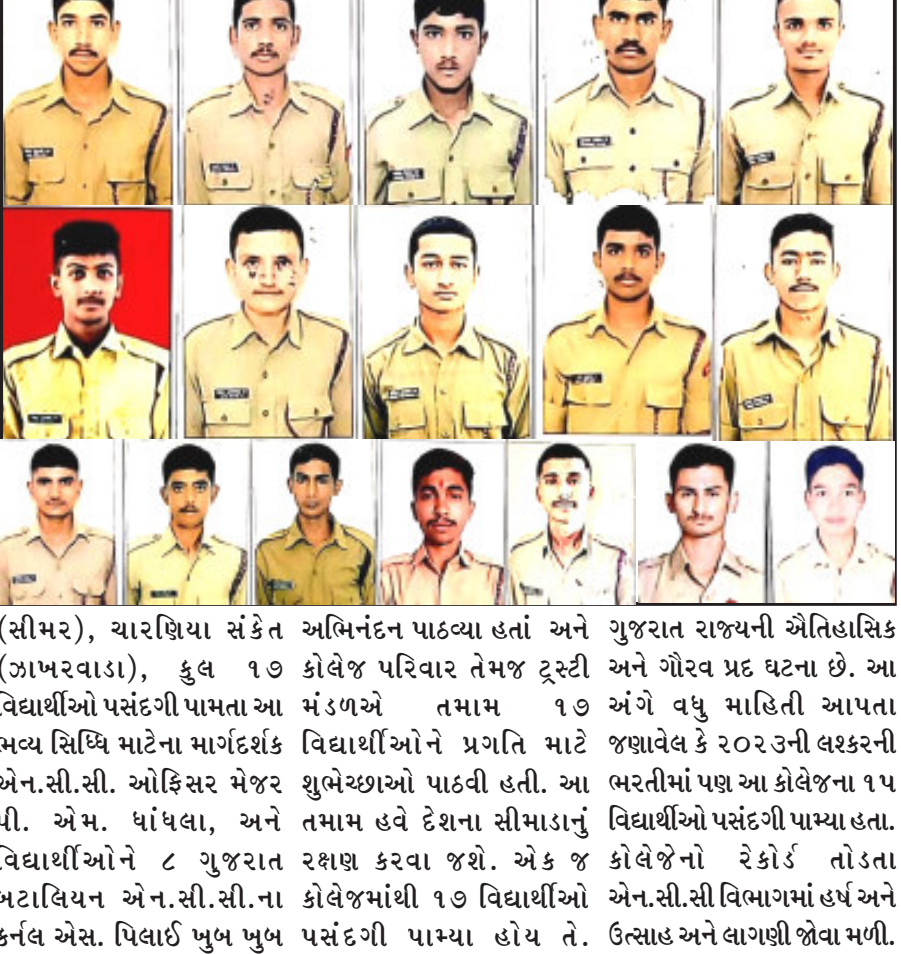 (સીમર), ચારણિયા સંકેત
(ઝાખરવાડા), કુલ ૧૭
વિદ્યાર્થીઓ પસંદગી પામતા આ
ભવ્ય સિધ્ધિ માટેના માર્ગદર્શક
એન.સી.સી. ઓફિસર મેજર
પી. એમ. ધાંધલા, અને
વિદ્યાર્થીઓને ૮ ગુજરાત
બટાલિયન એન.સી.સી.ના
કર્નલ એસ. પિલાઈ ખુબ ખુબ
અભિનંદન પાઠવ્યા હતાં અને
કોલેજ પરિવાર તેમજ ટ્રસ્ટી
મંડળએ તમામ ૧૭
વિદ્યાર્થીઓને પ્રગતિ માટે
શુભેચ્છાઓ પાઠવી હતી. આ
તમામ હવે દેશના સીમાડાનું
રક્ષણ કરવા જશે. એક જ
કોલેજમાંથી ૧૭ વિદ્યાર્થીઓ
પસંદગી પામ્યા હોય તે.
ગુજરાત રાજ્યની ઐતિહાસિક
અને ગૌરવ પ્રદ ઘટના છે. આ
અંગે વધુ માહિતી આપતા
જણાવેલ કે ૨૦૨૩ની લશ્કરની
ભરતીમાં પણ આ કોલેજના ૧૫
વિદ્યાર્થીઓ પસંદગી પામ્યા હતા.
કોલેજેનો રેકોર્ડ તોડતા
એન.સી.સી વિભાગમાં હર્ષ અને
ઉત્સાહ અને લાગણી જોવા મળી.